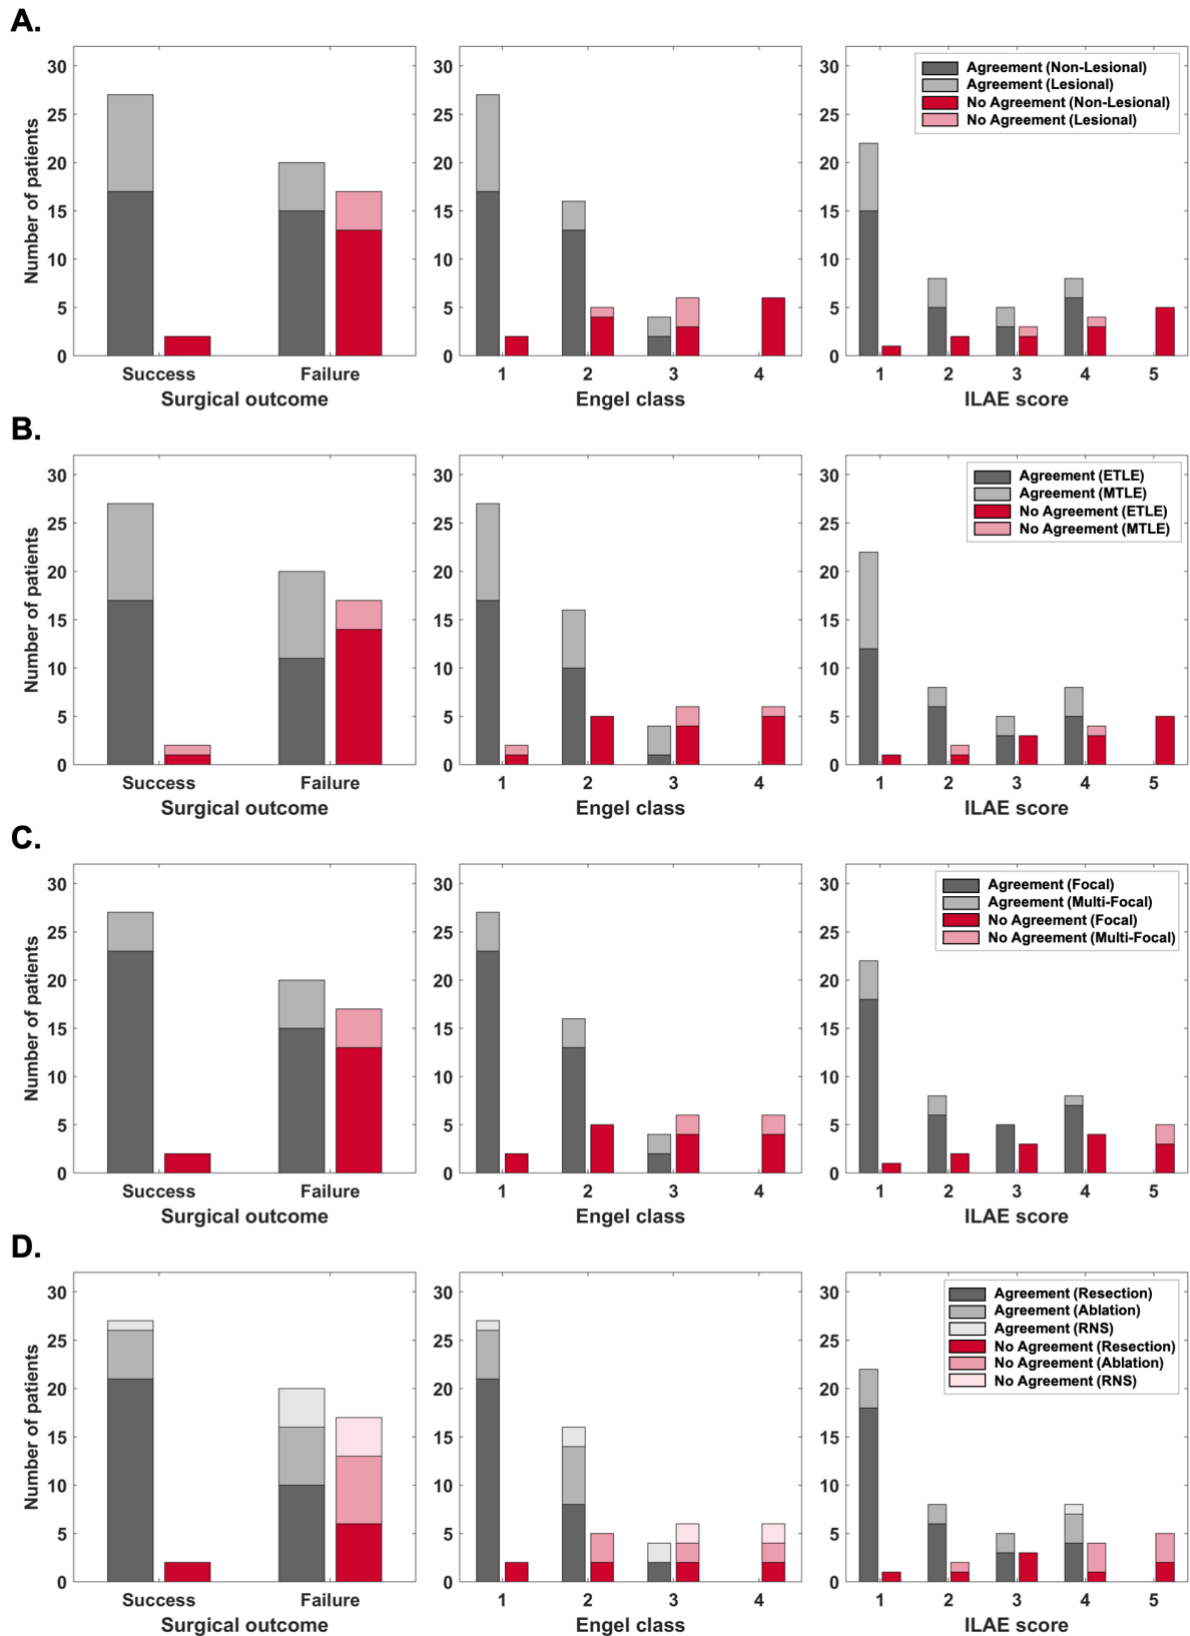 A.
30
25
20
15
10
5
0
Number of patients
Success Failure
Surgical outcome
30
25
20
15
10
5
0
1 2 3 4
Engel class
30
25
20
15
10
5
0
1 2 3 4 5
ILAE score
Agreement (Non-Lesional)
Agreement (Lesional)
No Agreement (Non-Lesional)
No Agreement (Lesional)
B.
30
25
20
15
10
5
0
Number of patients
Success Failure
Surgical outcome
30
25
20
15
10
5
0
1 2 3 4
Engel class
30
25
20
15
10
5
0
1 2 3 4 5
ILAE score
Agreement (ETLE)
Agreement (MTLE)
No Agreement (ETLE)
No Agreement (MTLE)
C.
30
25
20
15
10
5
0
Number of patients
Success Failure
Surgical outcome
30
25
20
15
10
5
0
1 2 3 4
Engel class
30
25
20
15
10
5
0
1 2 3 4 5
ILAE score
Agreement (Focal)
Agreement (Multi-Focal)
No Agreement (Focal)
No Agreement (Multi-Focal)
D.
30
25
20
15
10
5
0
Number of patients
Success Failure
Surgical outcome
30
25
20
15
10
5
0
1 2 3 4
Engel class
30
25
20
15
10
5
0
1 2 3 4 5
ILAE score
Agreement (Resection)
Agreement (Ablation)
Agreement (RNS)
No Agreement (Resection)
No Agreement (Ablation)
No Agreement (RNS)